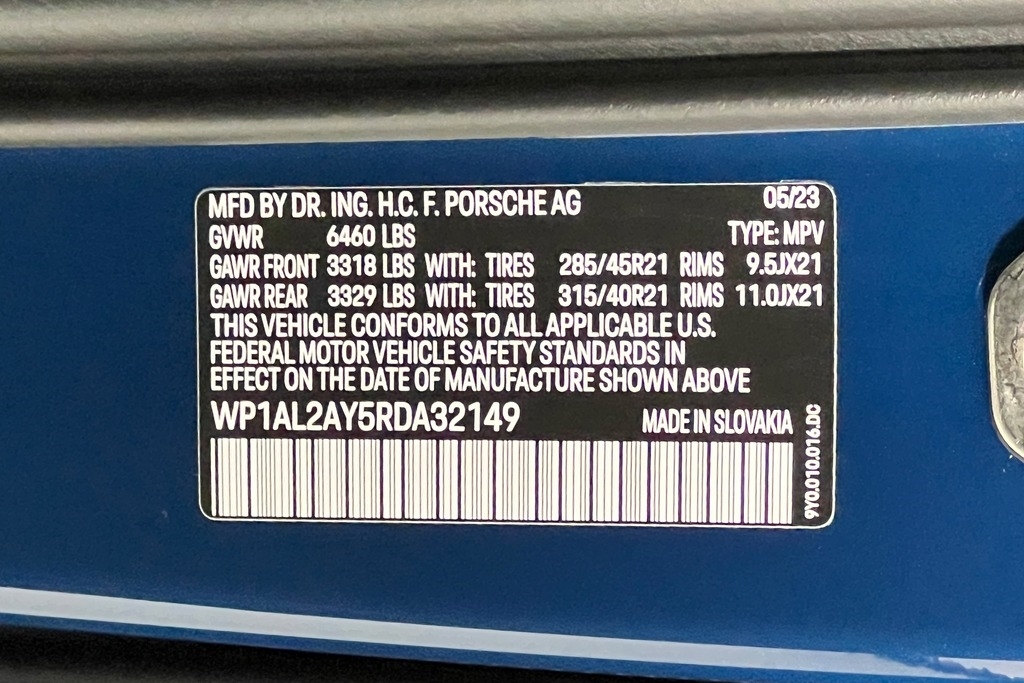 MFD BY DR. ING. H.C. F. PORSCHE AG 05/23
GVWR 6460 LBS TYPE: MPV
GAWR FRONT 3318 LBS WITH: TIRES 285/45R21 RIMS 9.5JX21
GAWR REAR 3329 LBS WITH: TIRES 315/40R21 RIMS 11.0JX21
THIS VEHICLE CONFORMS TO ALL APPLICABLE U.S.
FEDERAL MOTOR VEHICLE SAFETY STANDARDS IN
EFFECT ON THE DATE OF MANUFACTURE SHOWN ABOVE
WP1AL2AY5RDA32149 MADE IN SLOVAKIA
9Y0.010.016.DC